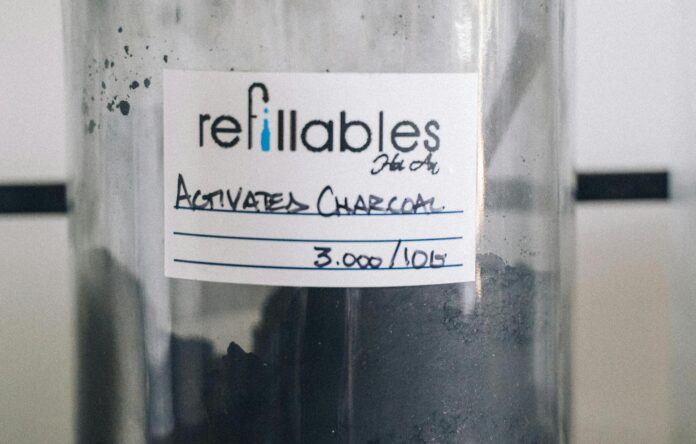 refillables
Hoi An
ACTIVATED CHARCOAL
3.000/10G